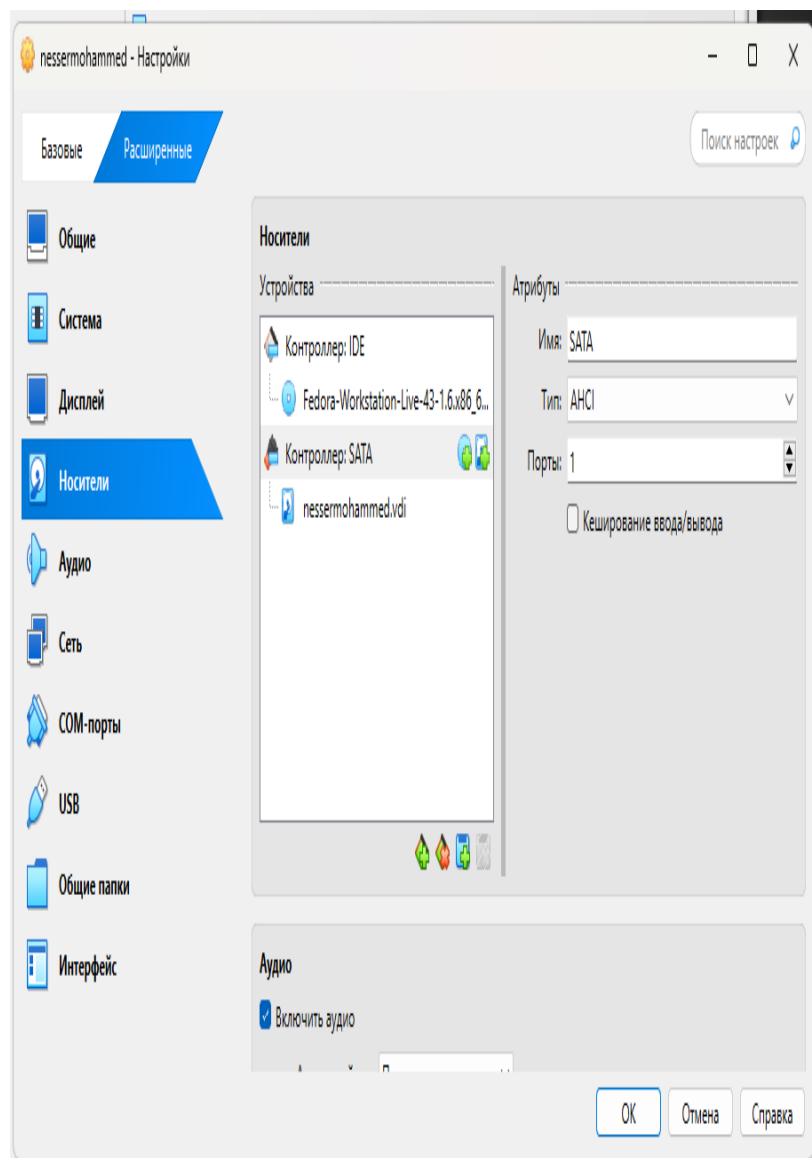 nessermohammed - Настройки
Базовые
Расширенные
Поиск настроек
Общие
Система
Дисплей
Носители
Аудио
Сеть
COM-порты
USB
Общие папки
Интерфейс
Носители
Устройства
Контроллер: IDE
Fedora-Workstation-Live-43-1.6.x86_6...
Контроллер: SATA
nessermohammed.vdi
Атрибуты
Имя: SATA
Тип: AHCI
Порты: 1
Кеширование ввода/вывода
Аудио
Включить аудио
OK
Отмена
Справка